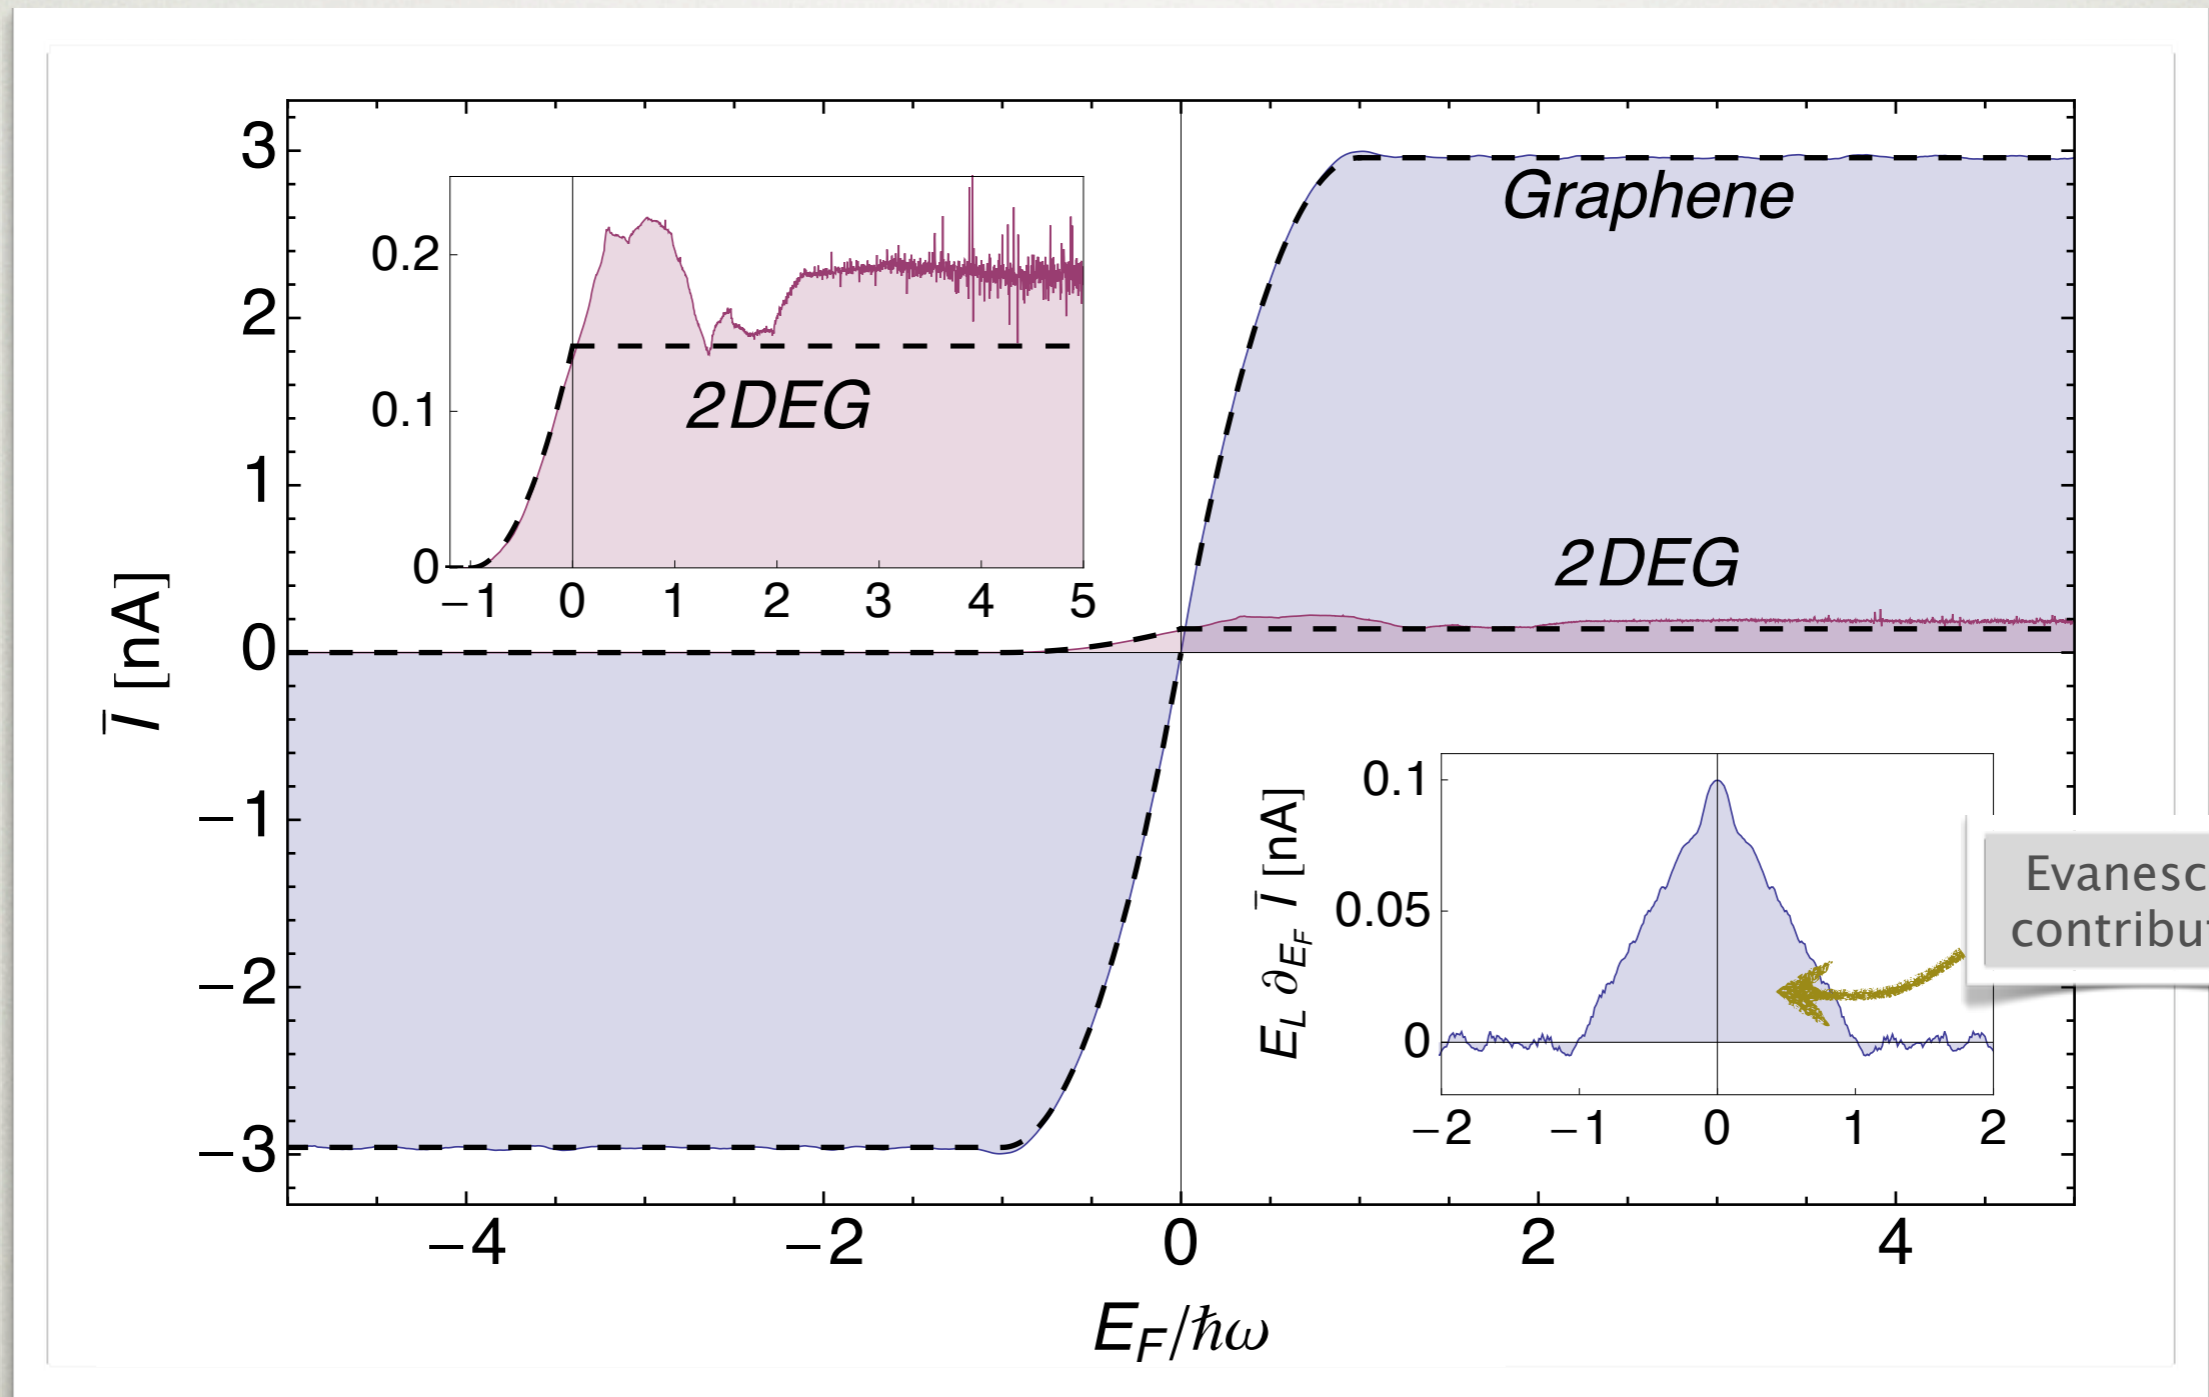 3
2
1
0
−1
−2
−3
Ī [nA]
−4
−2
0
2
4
E_F/ħω
Graphene
2DEG
0.2
0.1
0
−1 0 1 2 3 4 5
2DEG
E_L ∂_{E_F} Ī [nA]
0.1
0.05
0
−2 −1 0 1 2
Evanesc
contribut